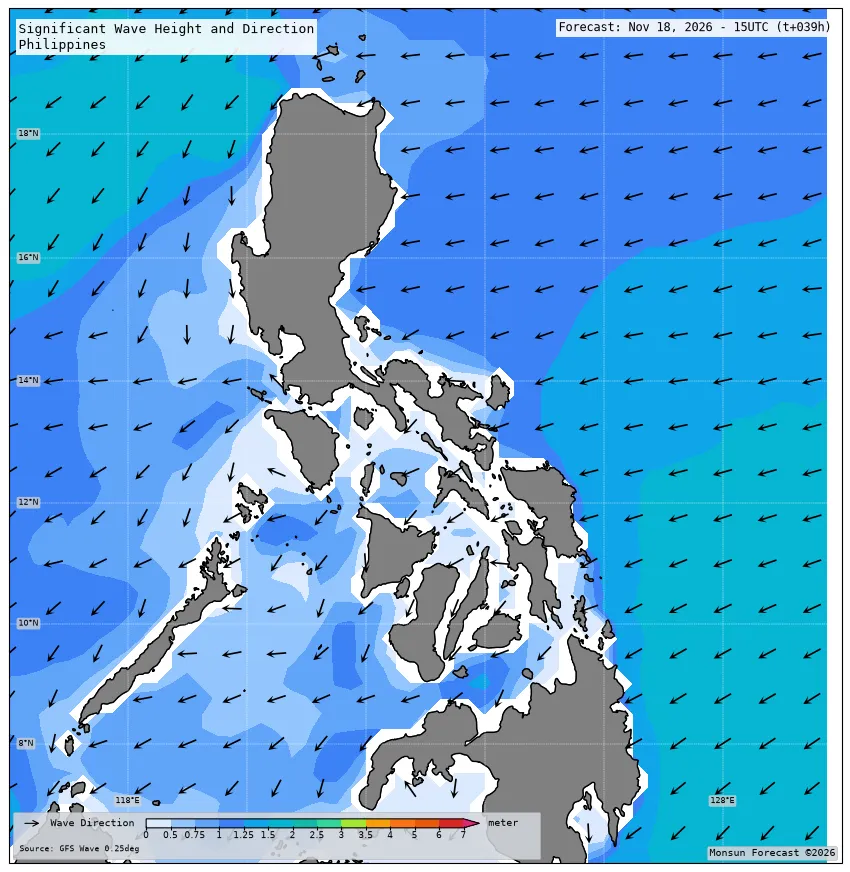 Significant Wave Height and Direction
Philippines
Forecast: Nov 18, 2026 - 15UTC (t+039h)
18°N
16°N
14°N
12°N
10°N
8°N
118°E
128°E
Wave Direction
0 0.5 0.75 1 1.25 1.5 2 2.5 3 3.5 4 5 6 7
meter
Source: GFS Wave 0.25deg
Monsun Forecast ©2026